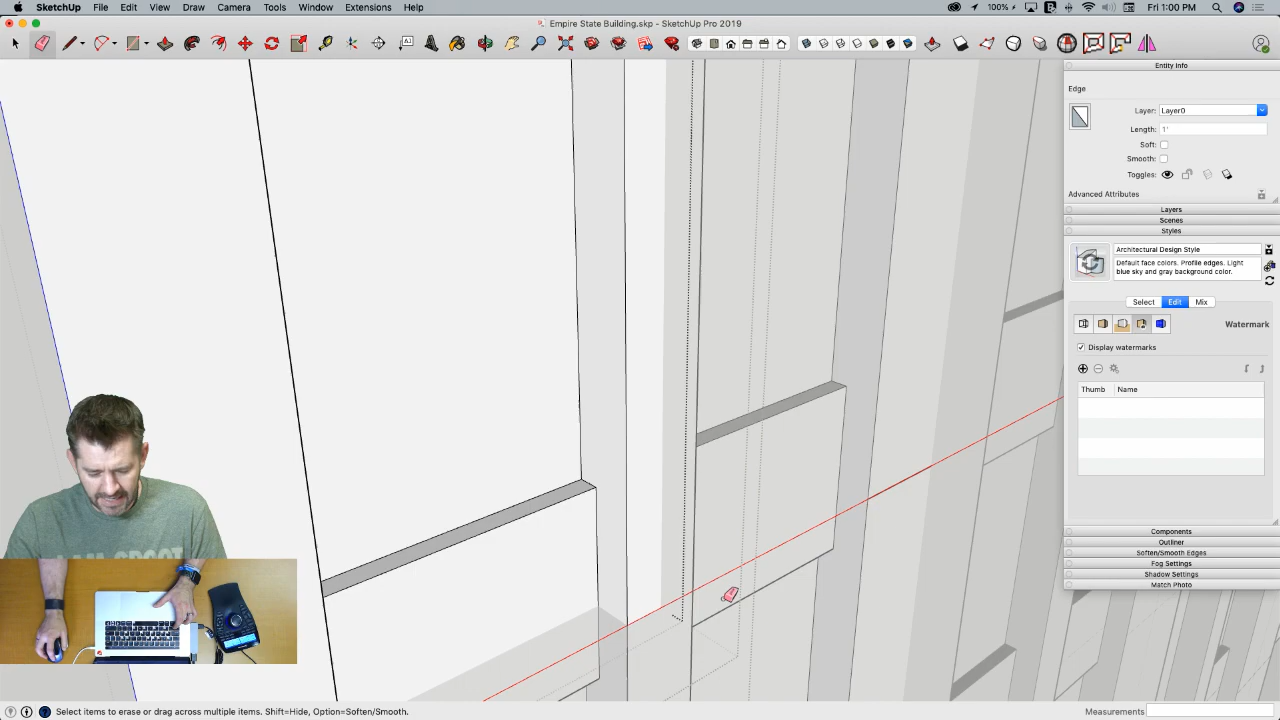 SketchUp File Edit View Draw Camera Tools Window Extensions Help
100% Fri 1:00 PM
Empire State Building.skp - SketchUp Pro 2019
Entity Info
Edge
Layer: Layer0
Length: 1'
Soft:
Smooth:
Toggles:
Advanced Attributes
Layers
Scenes
Styles
Architectural Design Style
Default face colors. Profile edges. Light
blue sky and gray background color.
Select Edit Mix
Watermark
Display watermarks
Thumb Name
Components
Outliner
Soften/Smooth Edges
Fog Settings
Shadow Settings
Match Photo
Select items to erase or drag across multiple items. Shift=Hide, Option=Soften/Smooth.
Measurements